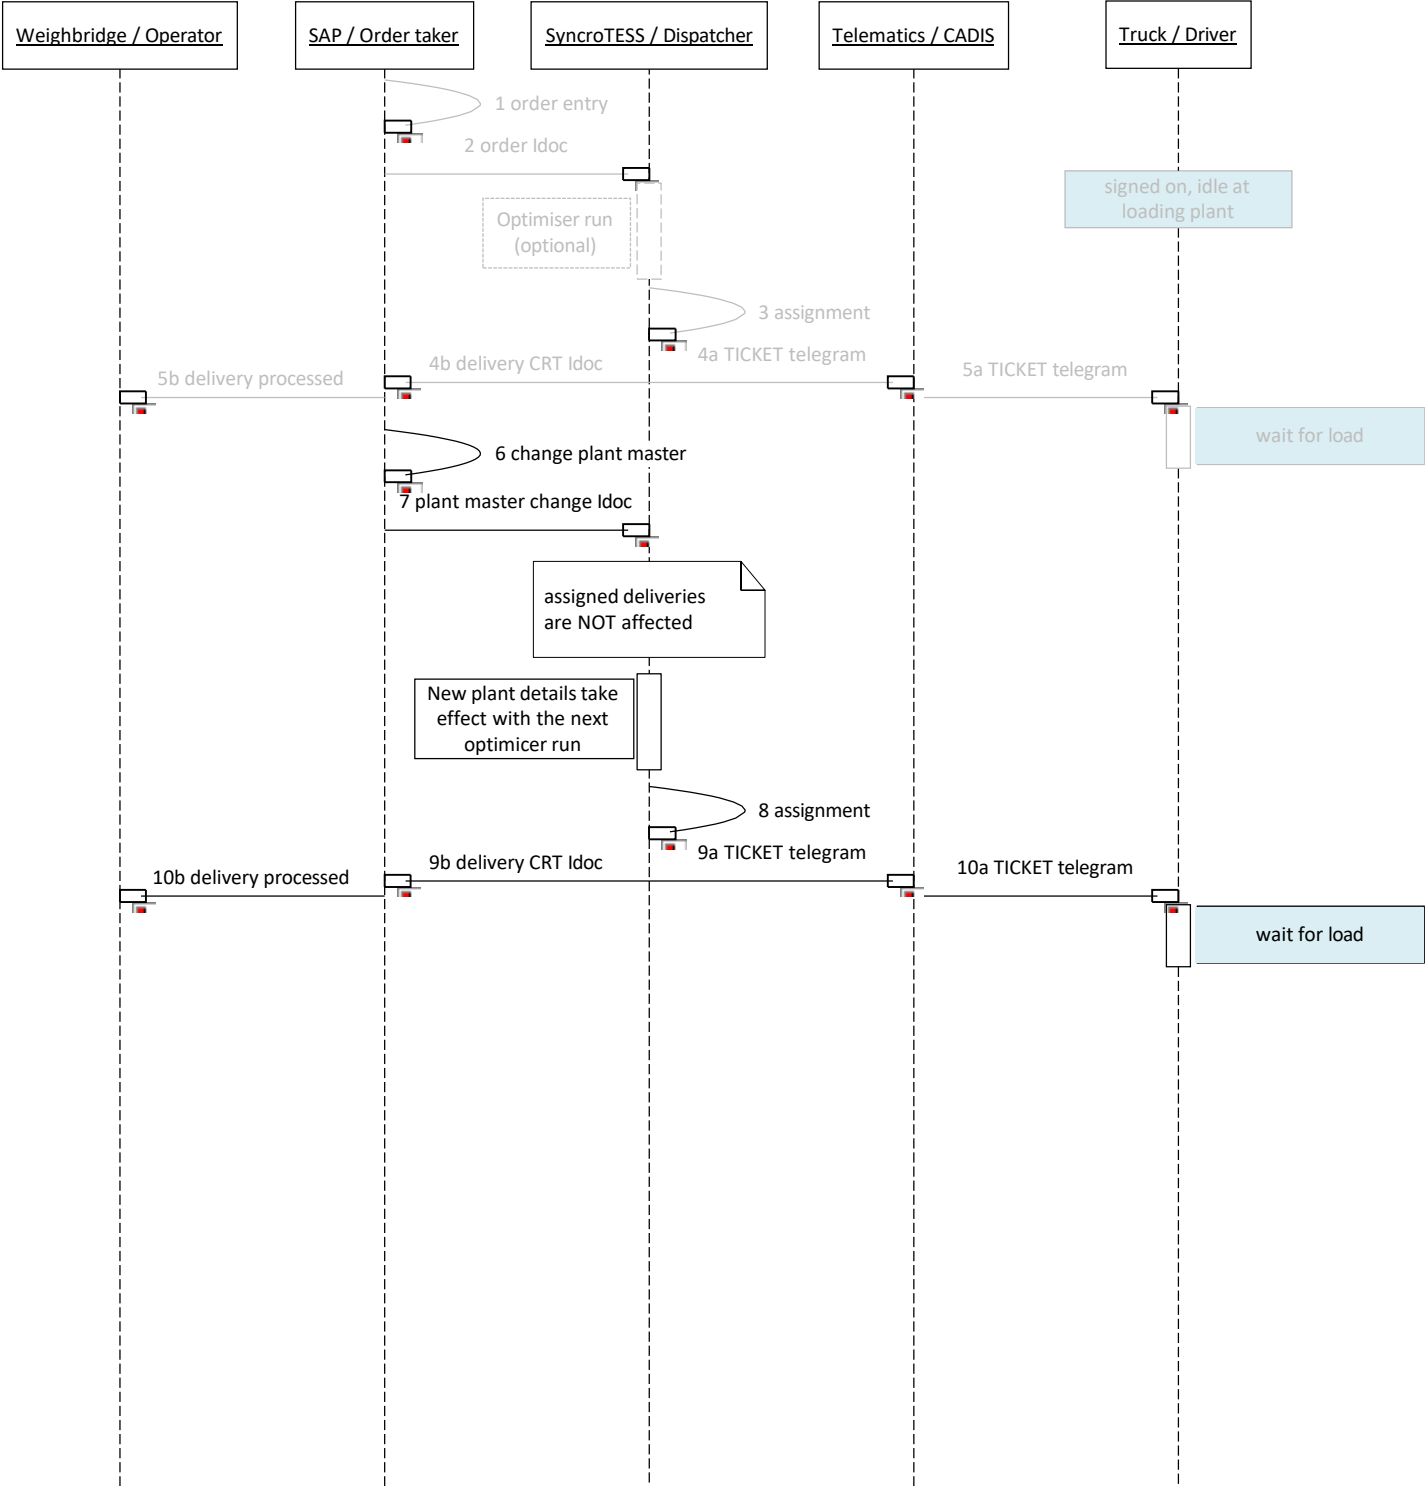 Weighbridge / Operator
SAP / Order taker
SyncroTESS / Dispatcher
Telematics / CADIS
Truck / Driver
1 order entry
2 order Idoc
signed on, idle at
loading plant
Optimiser run
(optional)
3 assignment
4b delivery CRT Idoc
4a TICKET telegram
5b delivery processed
5a TICKET telegram
wait for load
6 change plant master
7 plant master change Idoc
assigned deliveries
are NOT affected
New plant details take
effect with the next
optimicer run
8 assignment
9b delivery CRT Idoc
9a TICKET telegram
10b delivery processed
10a TICKET telegram
wait for load